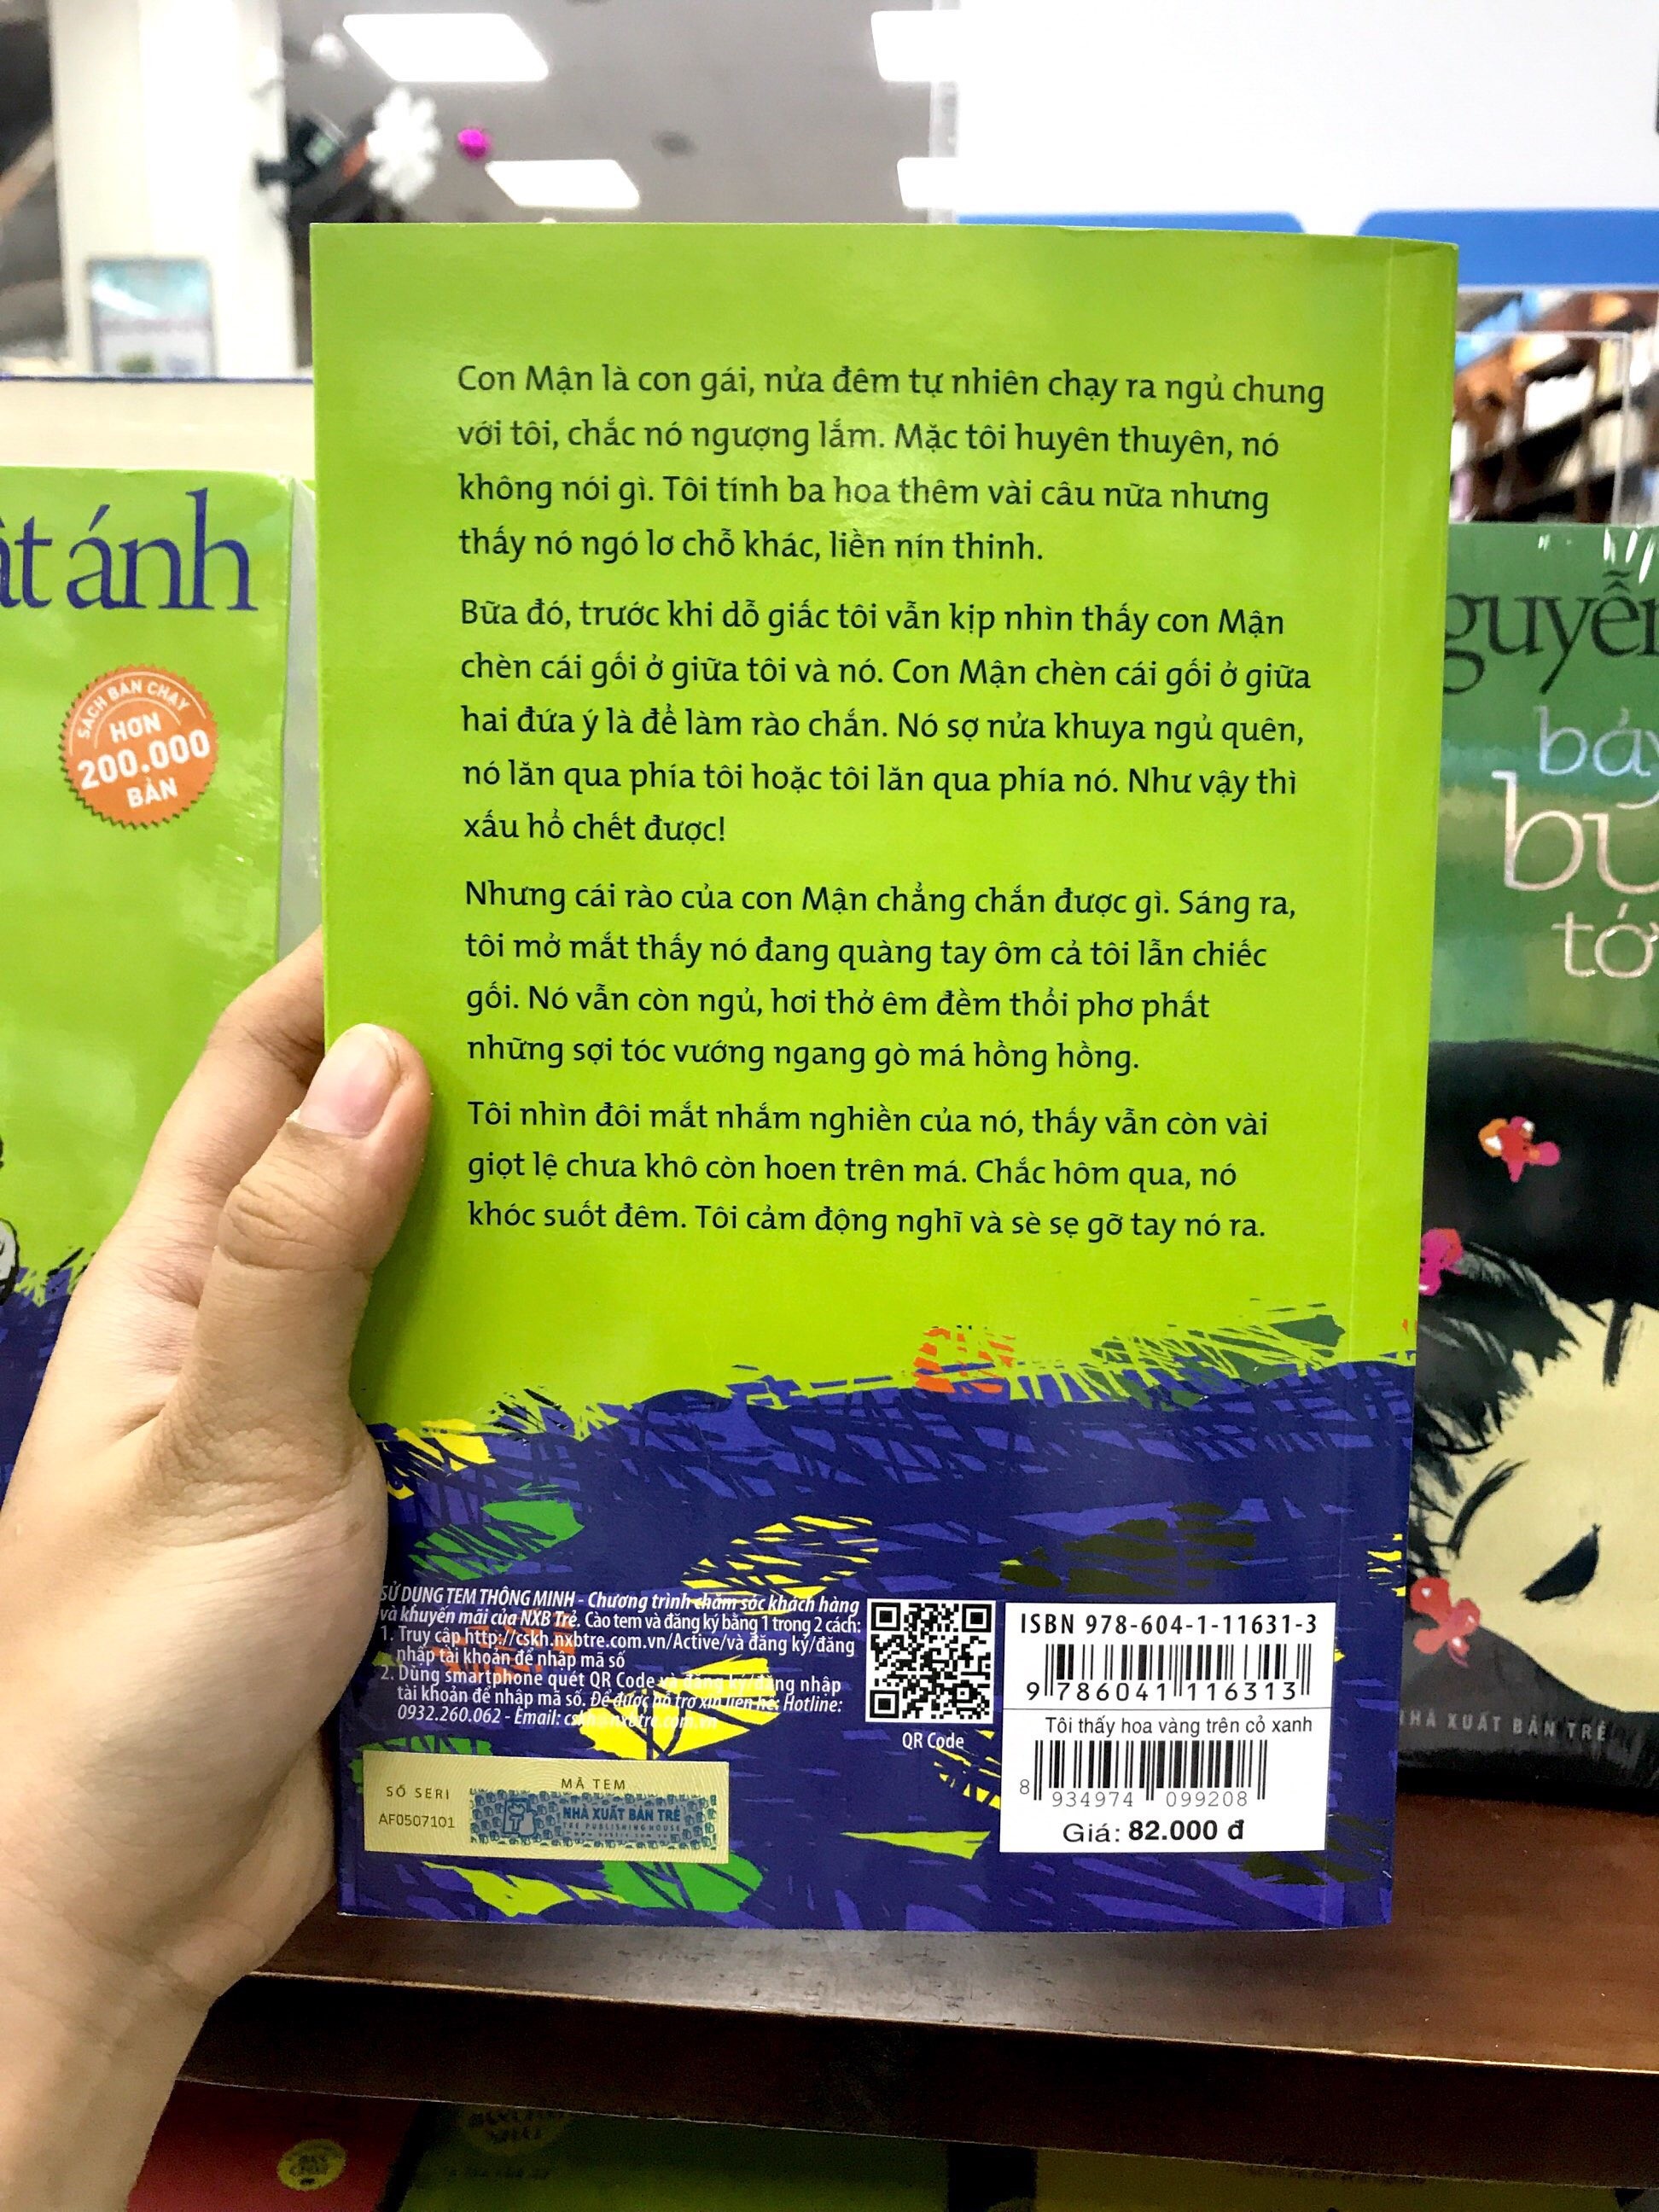 ật ánh
SÁCH BÁN CHẠY
HƠN
200.000
BẢN
Con Mận là con gái, nửa đêm tự nhiên chạy ra ngủ chung
với tôi, chắc nó ngượng lắm. Mặc tôi huyên thuyên, nó
không nói gì. Tôi tính ba hoa thêm vài câu nữa nhưng
thấy nó ngó lơ chỗ khác, liền nín thinh.
Bữa đó, trước khi dỗ giấc tôi vẫn kịp nhìn thấy con Mận
chèn cái gối ở giữa tôi và nó. Con Mận chèn cái gối ở giữa
hai đứa ý là để làm rào chắn. Nó sợ nửa khuya ngủ quên,
nó lăn qua phía tôi hoặc tôi lăn qua phía nó. Như vậy thì
xấu hổ chết được!
Nhưng cái rào của con Mận chẳng chắn được gì. Sáng ra,
tôi mở mắt thấy nó đang quàng tay ôm cả tôi lẫn chiếc
gối. Nó vẫn còn ngủ, hơi thở êm đềm thổi phơ phất
những sợi tóc vướng ngang gò má hồng hồng.
Tôi nhìn đôi mắt nhắm nghiền của nó, thấy vẫn còn vài
giọt lệ chưa khô còn hoen trên má. Chắc hôm qua, nó
khóc suốt đêm. Tôi cảm động nghĩ và sè sẹ gỡ tay nó ra.
SỬ DỤNG TEM THÔNG MINH - Chương trình chăm sóc khách hàng
và khuyến mãi của NXB Trẻ. Cào tem và đăng ký bằng 1 trong 2 cách:
1. Truy cập http://cskh.nxbtre.com.vn/Active/và đăng ký/đăng
nhập tài khoản để nhập mã số
2. Dùng smartphone quét QR Code và đăng ký/đăng nhập
tài khoản để nhập mã số. Để được hỗ trợ xin liên hệ: Hotline:
0932.260.062 - Email: cskh@nxbtre.com.vn
QR Code
ISBN 978-604-1-11631-3
9 786041 116313
Tôi thấy hoa vàng trên cỏ xanh
8 934974 099208
Giá: 82.000 đ
SỐ SERI
AF0507101
MÃ TEM
NHÀ XUẤT BẢN TRẺ
TRE PUBLISHING HOUSE
guyễn
bảy
bư
tớ
NHÀ XUẤT BẢN TRẺ